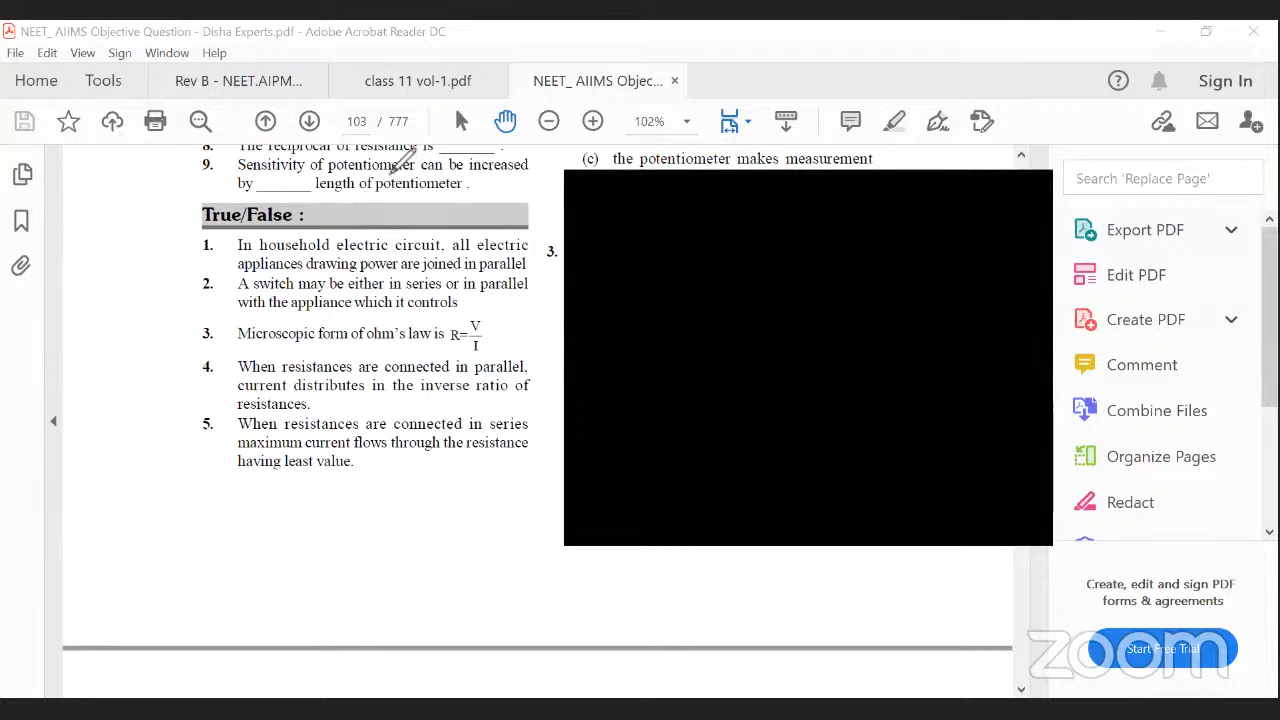 NEET_ AIIMS Objective Question - Disha Experts.pdf - Adobe Acrobat Reader DC
File Edit View Sign Window Help
Home Tools Rev B - NEET.AIPM... class 11 vol-1.pdf NEET_ AIIMS Objec... × Sign In
103 / 777 102%
8. The reciprocal of resistance is _______ .
9. Sensitivity of potentiometer can be increased
by _______ length of potentiometer .
True/False :
1. In household electric circuit, all electric
appliances drawing power are joined in parallel
2. A switch may be either in series or in parallel
with the appliance which it controls
3. Microscopic form of ohm's law is R=V/I
4. When resistances are connected in parallel,
current distributes in the inverse ratio of
resistances.
5. When resistances are connected in series
maximum current flows through the resistance
having least value.
(c) the potentiometer makes measurement
3.
Search 'Replace Page'
Export PDF
Edit PDF
Create PDF
Comment
Combine Files
Organize Pages
Redact
Create, edit and sign PDF
forms & agreements
Start Free Trial
zoom